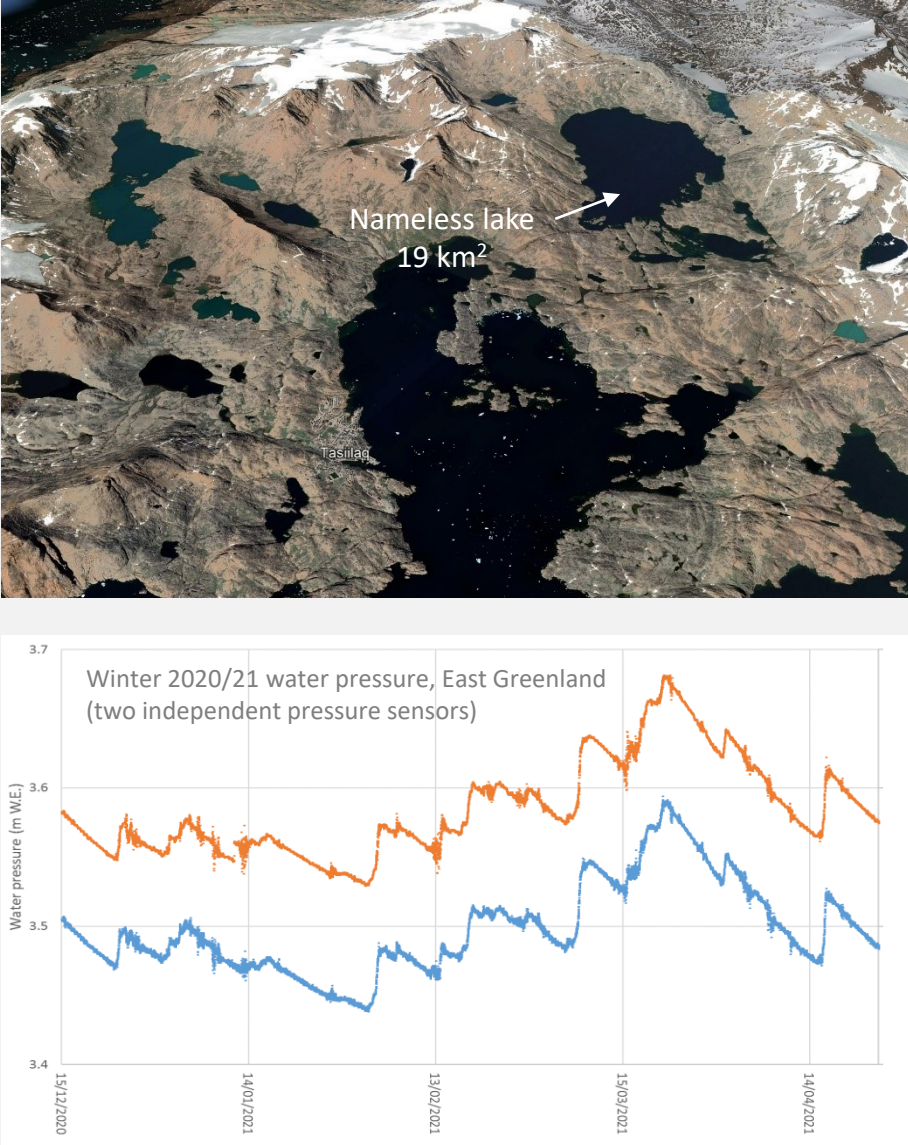 Nameless lake
19 km²
Tasiilaq
3.7
Winter 2020/21 water pressure, East Greenland
(two independent pressure sensors)
3.6
Water pressure (m W.E.)
3.5
3.4
15/12/2020
14/01/2021
13/02/2021
15/03/2021
14/04/2021